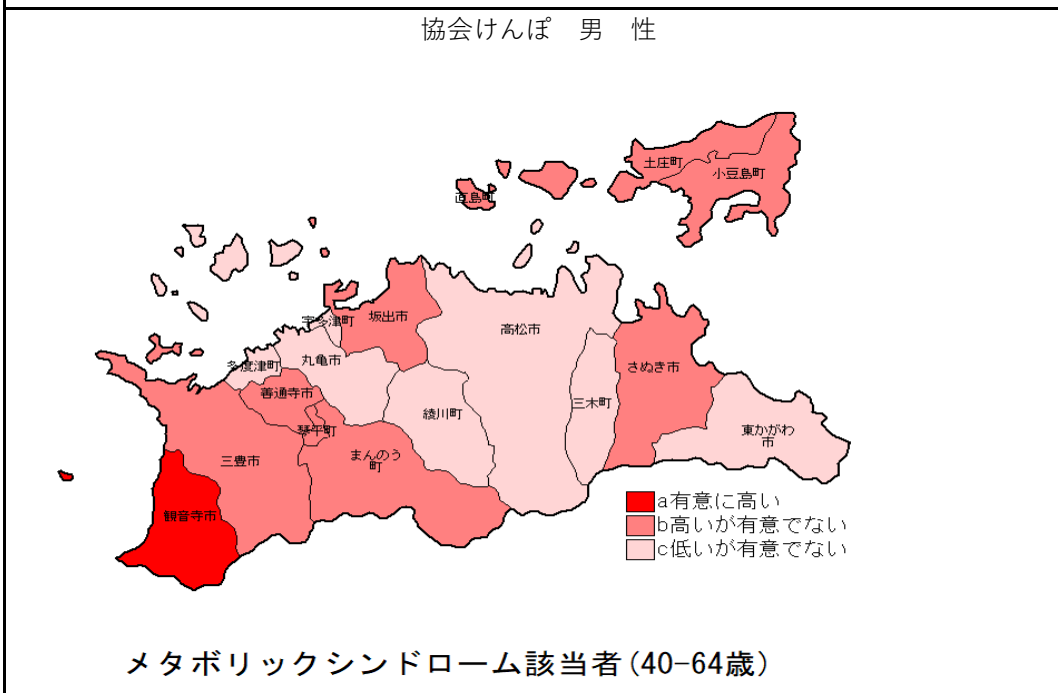 協会けんぽ　男　性
土庄町
小豆島町
直島町
宇多津町
坂出市
高松市
多度津町
丸亀市
さぬき市
善通寺市
綾川町
三木町
琴平町
東かがわ
市
三豊市
まんのう
町
観音寺市
a有意に高い
b高いが有意でない
c低いが有意でない
メタボリックシンドローム該当者(40-64歳)